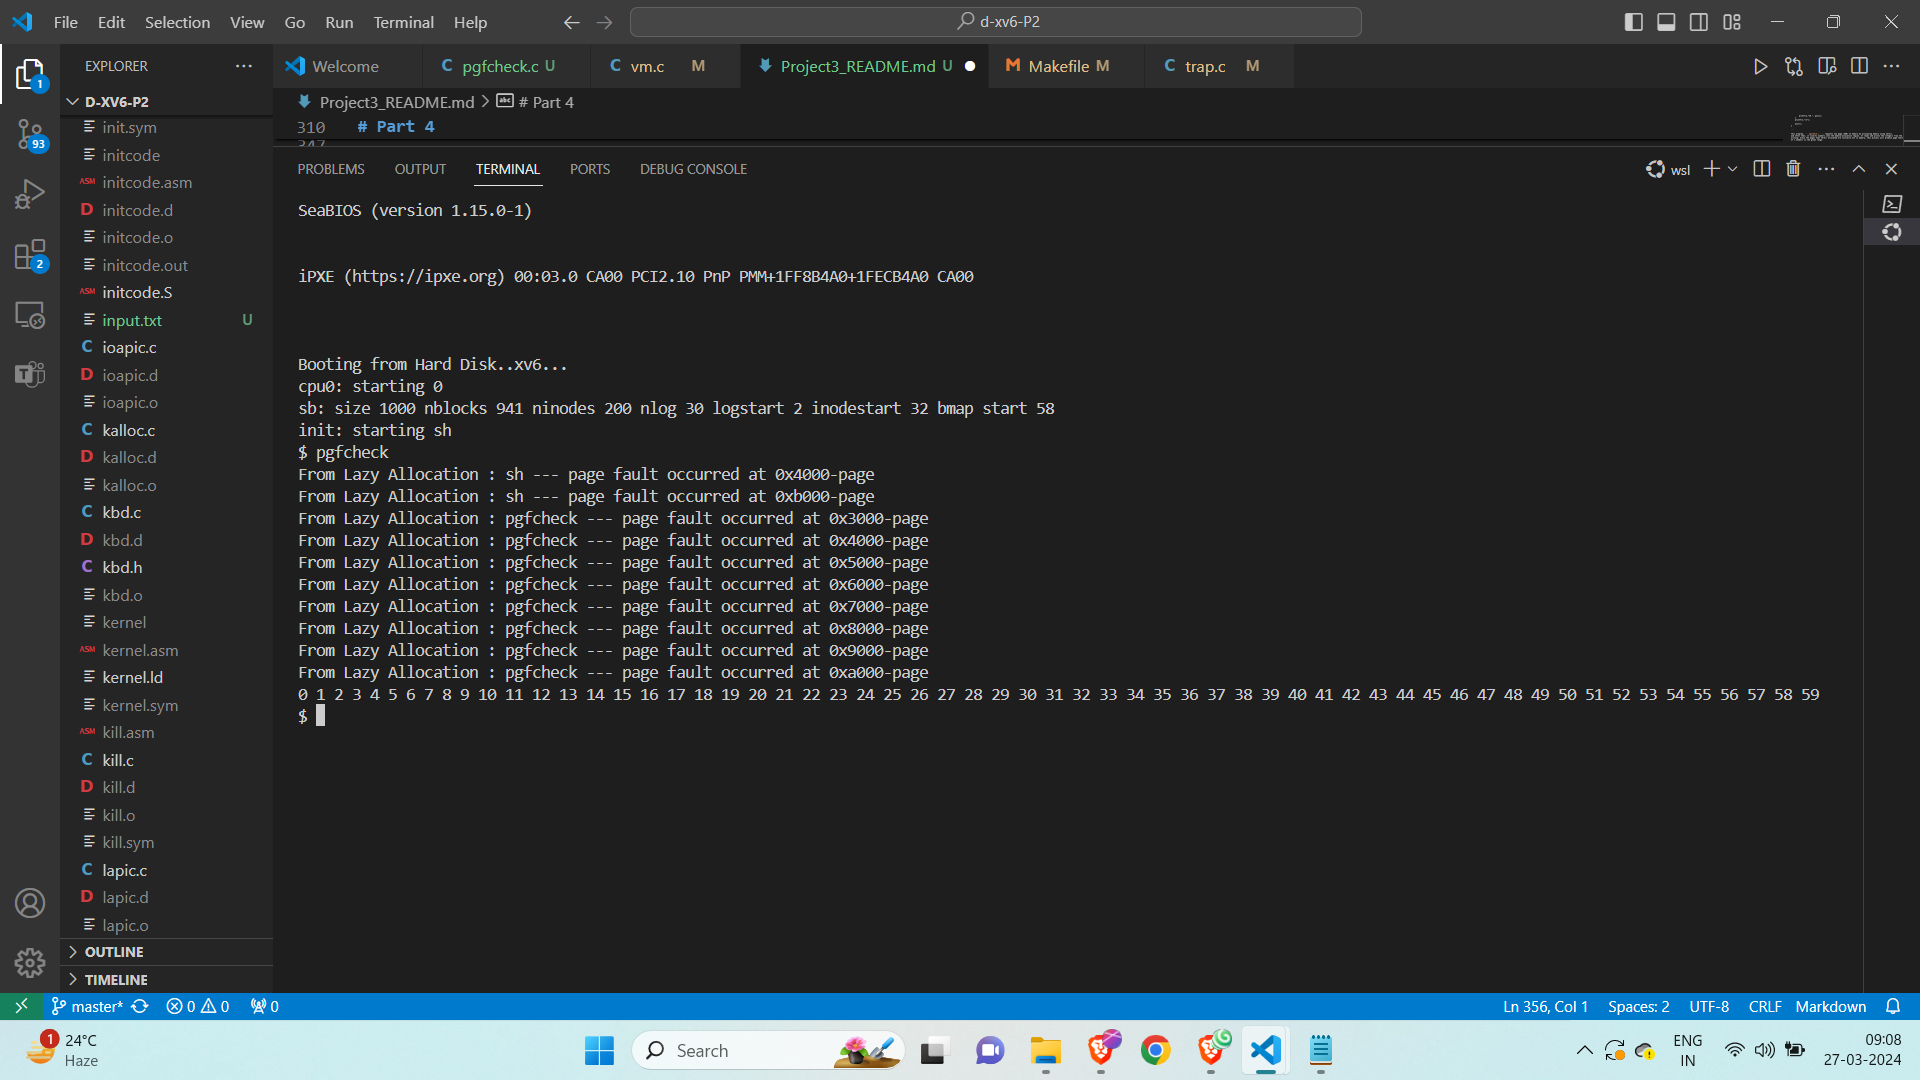 File Edit Selection View Go Run Terminal Help
d-xv6-P2
EXPLORER
Welcome
C pgfcheck.c U
C vm.c M
Project3_README.md U
M Makefile M
C trap.c M
Project3_README.md > # Part 4
310 # Part 4
D-XV6-P2
init.sym
initcode
ASM initcode.asm
D initcode.d
initcode.o
initcode.out
ASM initcode.S
input.txt U
C ioapic.c
D ioapic.d
ioapic.o
C kalloc.c
D kalloc.d
kalloc.o
C kbd.c
D kbd.d
C kbd.h
kbd.o
kernel
ASM kernel.asm
kernel.ld
kernel.sym
ASM kill.asm
C kill.c
D kill.d
kill.o
kill.sym
C lapic.c
D lapic.d
lapic.o
OUTLINE
TIMELINE
1
93
2
PROBLEMS OUTPUT TERMINAL PORTS DEBUG CONSOLE
wsl
SeaBIOS (version 1.15.0-1)
iPXE (https://ipxe.org) 00:03.0 CA00 PCI2.10 PnP PMM+1FF8B4A0+1FECB4A0 CA00
Booting from Hard Disk..xv6...
cpu0: starting 0
sb: size 1000 nblocks 941 ninodes 200 nlog 30 logstart 2 inodestart 32 bmap start 58
init: starting sh
$ pgfcheck
From Lazy Allocation : sh --- page fault occurred at 0x4000-page
From Lazy Allocation : sh --- page fault occurred at 0xb000-page
From Lazy Allocation : pgfcheck --- page fault occurred at 0x3000-page
From Lazy Allocation : pgfcheck --- page fault occurred at 0x4000-page
From Lazy Allocation : pgfcheck --- page fault occurred at 0x5000-page
From Lazy Allocation : pgfcheck --- page fault occurred at 0x6000-page
From Lazy Allocation : pgfcheck --- page fault occurred at 0x7000-page
From Lazy Allocation : pgfcheck --- page fault occurred at 0x8000-page
From Lazy Allocation : pgfcheck --- page fault occurred at 0x9000-page
From Lazy Allocation : pgfcheck --- page fault occurred at 0xa000-page
0 1 2 3 4 5 6 7 8 9 10 11 12 13 14 15 16 17 18 19 20 21 22 23 24 25 26 27 28 29 30 31 32 33 34 35 36 37 38 39 40 41 42 43 44 45 46 47 48 49 50 51 52 53 54 55 56 57 58 59
$
master* 0 0 0
Ln 356, Col 1 Spaces: 2 UTF-8 CRLF Markdown
1 24°C
Haze
Search
ENG
IN
09:08
27-03-2024